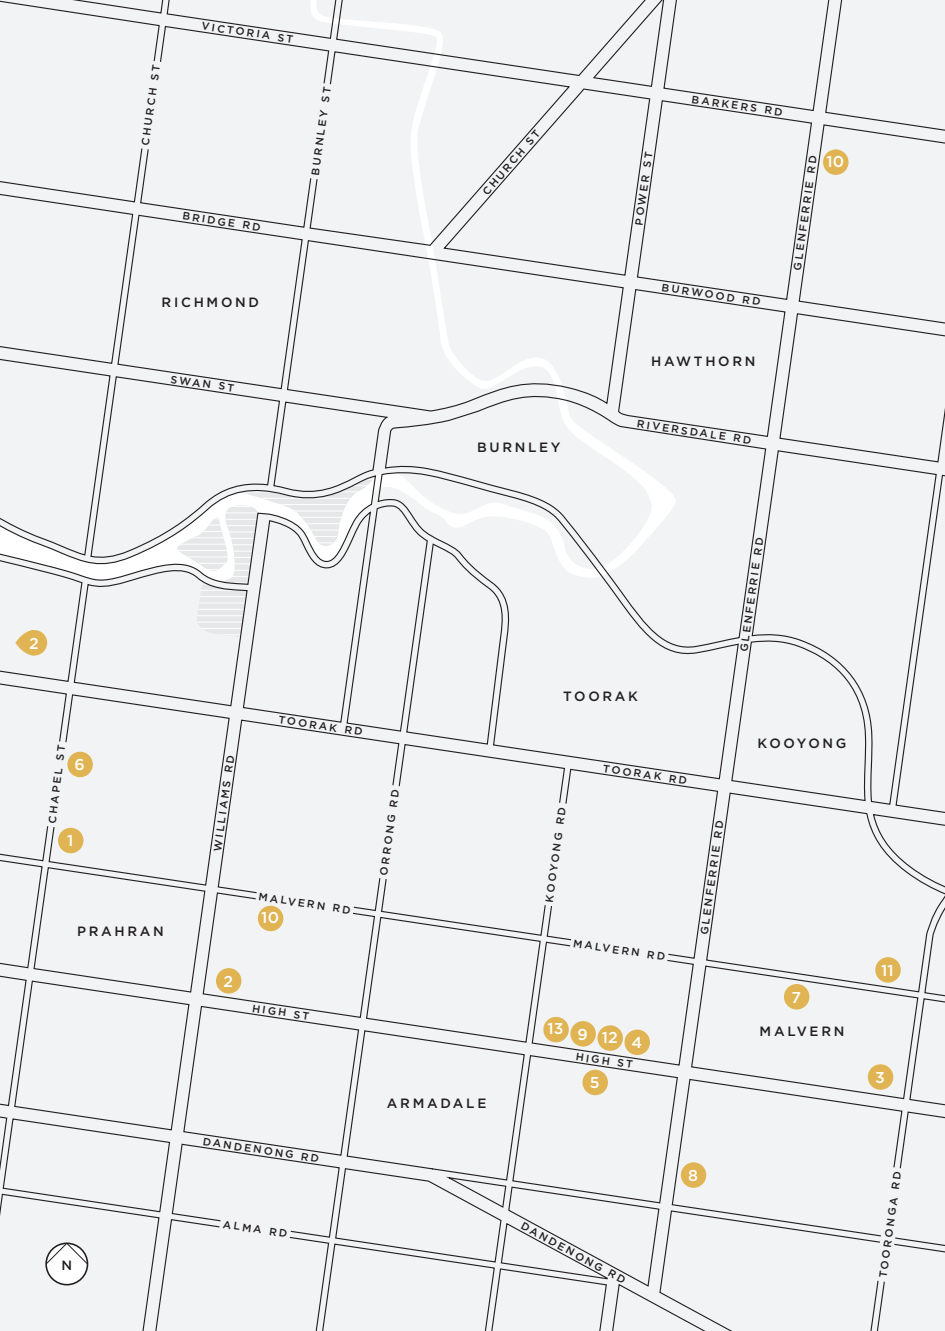 VICTORIA ST
CHURCH ST
BURNLEY ST
BARKERS RD
CHURCH ST
POWER ST
GLENFERRIE RD
10
BRIDGE RD
BURWOOD RD
RICHMOND
HAWTHORN
SWAN ST
RIVERSDALE RD
BURNLEY
GLENFERRIE RD
2
TOORAK
TOORAK RD
KOOYONG
CHAPEL ST
6
WILLIAMS RD
TOORAK RD
ORRONG RD
KOOYONG RD
GLENFERRIE RD
1
MALVERN RD
10
PRAHRAN
MALVERN RD
11
2
7
HIGH ST
13
9
12
4
MALVERN
HIGH ST
5
3
ARMADALE
DANDENONG RD
8
TOORONGA RD
ALMA RD
DANDENONG RD
N